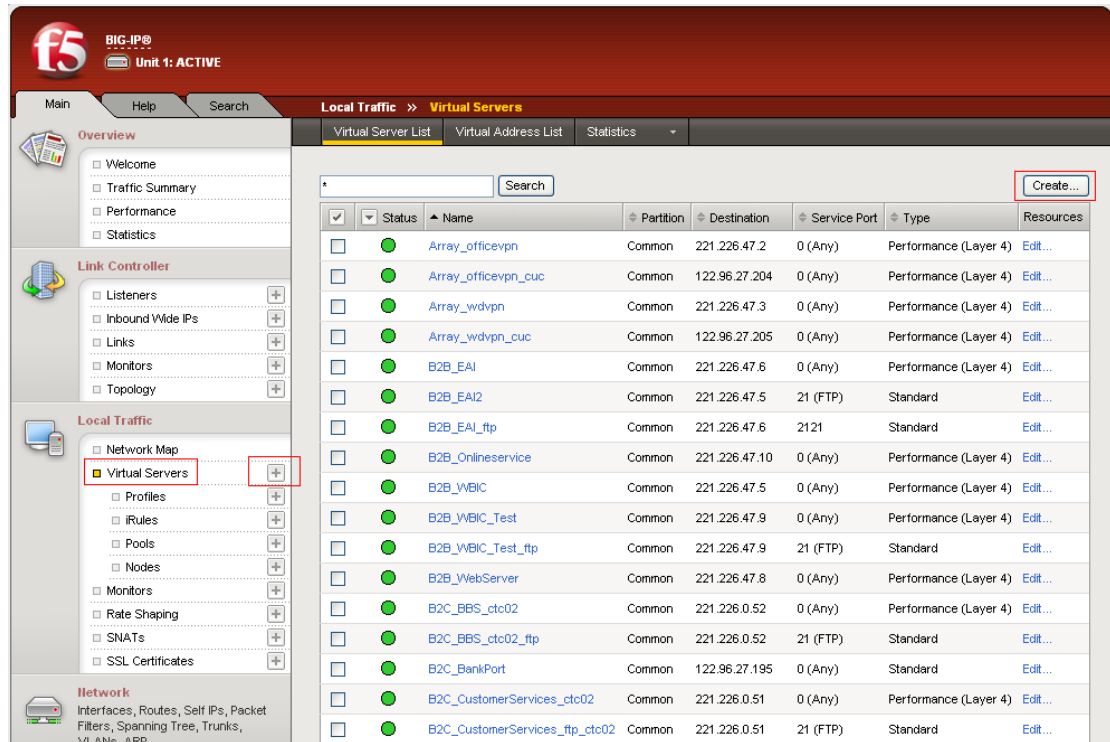 f5
BIG-IP®
Unit 1: ACTIVE
Main
Help
Search
Local Traffic » Virtual Servers
Overview
Welcome
Traffic Summary
Performance
Statistics
Link Controller
Listeners
Inbound Wide IPs
Links
Monitors
Topology
Local Traffic
Network Map
Virtual Servers
Profiles
iRules
Pools
Nodes
Monitors
Rate Shaping
SNATs
SSL Certificates
Network
Interfaces, Routes, Self IPs, Packet
Filters, Spanning Tree, Trunks,
VLANs, ARP
Virtual Server List Virtual Address List Statistics
* Search Create...
Status Name Partition Destination Service Port Type Resources
Array_officevpn Common 221.226.47.2 0 (Any) Performance (Layer 4) Edit...
Array_officevpn_cuc Common 122.96.27.204 0 (Any) Performance (Layer 4) Edit...
Array_wdvpn Common 221.226.47.3 0 (Any) Performance (Layer 4) Edit...
Array_wdvpn_cuc Common 122.96.27.205 0 (Any) Performance (Layer 4) Edit...
B2B_EAI Common 221.226.47.6 0 (Any) Performance (Layer 4) Edit...
B2B_EAI2 Common 221.226.47.5 21 (FTP) Standard Edit...
B2B_EAI_ftp Common 221.226.47.6 2121 Standard Edit...
B2B_Onlineservice Common 221.226.47.10 0 (Any) Performance (Layer 4) Edit...
B2B_WBIC Common 221.226.47.5 0 (Any) Performance (Layer 4) Edit...
B2B_WBIC_Test Common 221.226.47.9 0 (Any) Performance (Layer 4) Edit...
B2B_WBIC_Test_ftp Common 221.226.47.9 21 (FTP) Standard Edit...
B2B_WebServer Common 221.226.47.8 0 (Any) Performance (Layer 4) Edit...
B2C_BBS_ctc02 Common 221.226.0.52 0 (Any) Performance (Layer 4) Edit...
B2C_BBS_ctc02_ftp Common 221.226.0.52 21 (FTP) Standard Edit...
B2C_BankPort Common 122.96.27.195 0 (Any) Standard Edit...
B2C_CustomerServices_ctc02 Common 221.226.0.51 0 (Any) Performance (Layer 4) Edit...
B2C_CustomerServices_ftp_ctc02 Common 221.226.0.51 21 (FTP) Standard Edit...